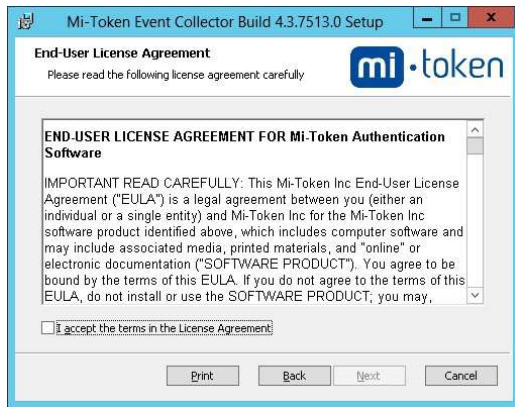 Mi-Token Event Collector Build 4.3.7513.0 Setup
End-User License Agreement
Please read the following license agreement carefully
mi·token
END-USER LICENSE AGREEMENT FOR Mi-Token Authentication
Software
IMPORTANT READ CAREFULLY: This Mi-Token Inc End-User License
Agreement ("EULA") is a legal agreement between you (either an
individual or a single entity) and Mi-Token Inc for the Mi-Token Inc
software product identified above, which includes computer software and
may include associated media, printed materials, and "online" or
electronic documentation ("SOFTWARE PRODUCT"). You agree to be
bound by the terms of this EULA. If you do not agree to the terms of this
EULA, do not install or use the SOFTWARE PRODUCT; you may,
I accept the terms in the License Agreement
Print Back Next Cancel